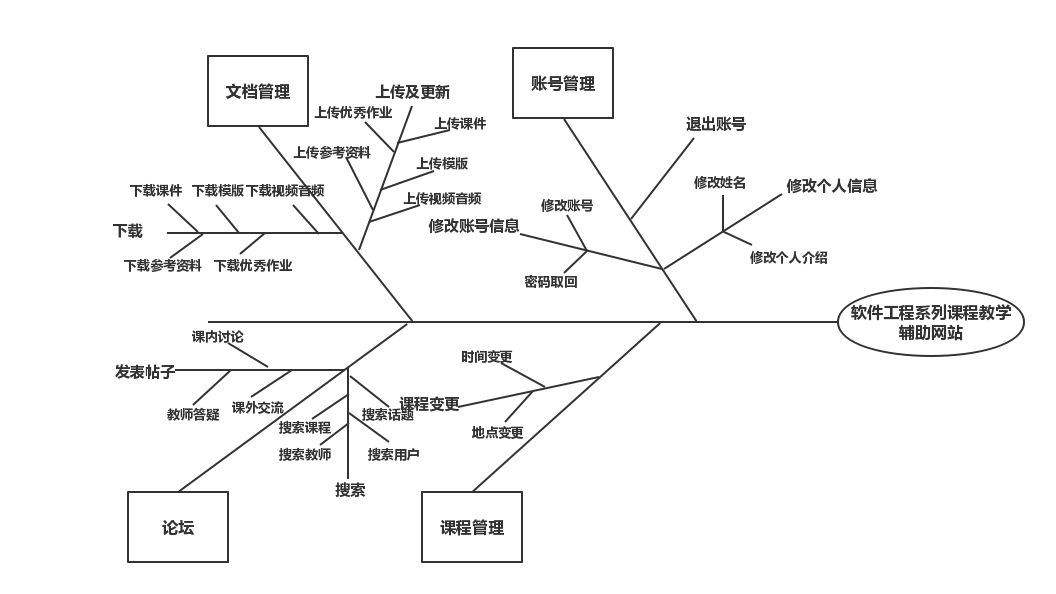 文档管理
账号管理
上传及更新
上传优秀作业
上传课件
上传参考资料
上传模版
上传视频音频
退出账号
修改姓名
修改个人信息
下载课件
下载模版
下载视频音频
修改账号
修改账号信息
下载
下载参考资料
下载优秀作业
修改个人介绍
密码取回
软件工程系列课程教学
辅助网站
课内讨论
时间变更
发表帖子
课程变更
教师答疑
课外交流
搜索话题
搜索课程
地点变更
搜索教师
搜索用户
搜索
论坛
课程管理